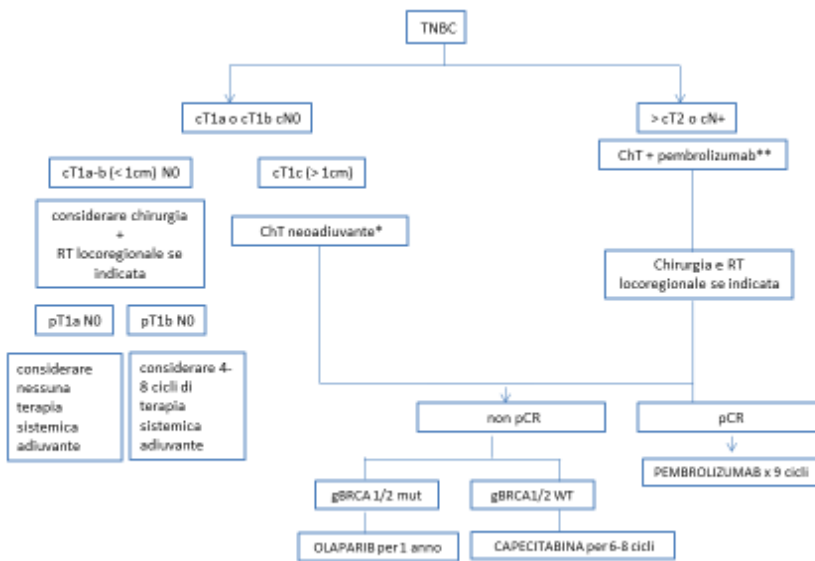 TNBC
cT1a o cT1b cN0
> cT2 o cN+
ChT + pembrolizumab**
cT1a-b (< 1cm) N0
cT1c (> 1cm)
considerare chirurgia
+
RT locoregionale se
indicata
ChT neoadiuvante*
Chirurgia e RT
locoregionale se indicata
pT1a N0
pT1b N0
considerare
nessuna
terapia
sistemica
adiuvante
considerare 4-
8 cicli di
terapia
sistemica
adiuvante
non pCR
pCR
PEMBROLIZUMAB x 9 cicli
gBRCA 1/2 mut
gBRCA1/2 WT
OLAPARIB per 1 anno
CAPECITABINA per 6-8 cicli